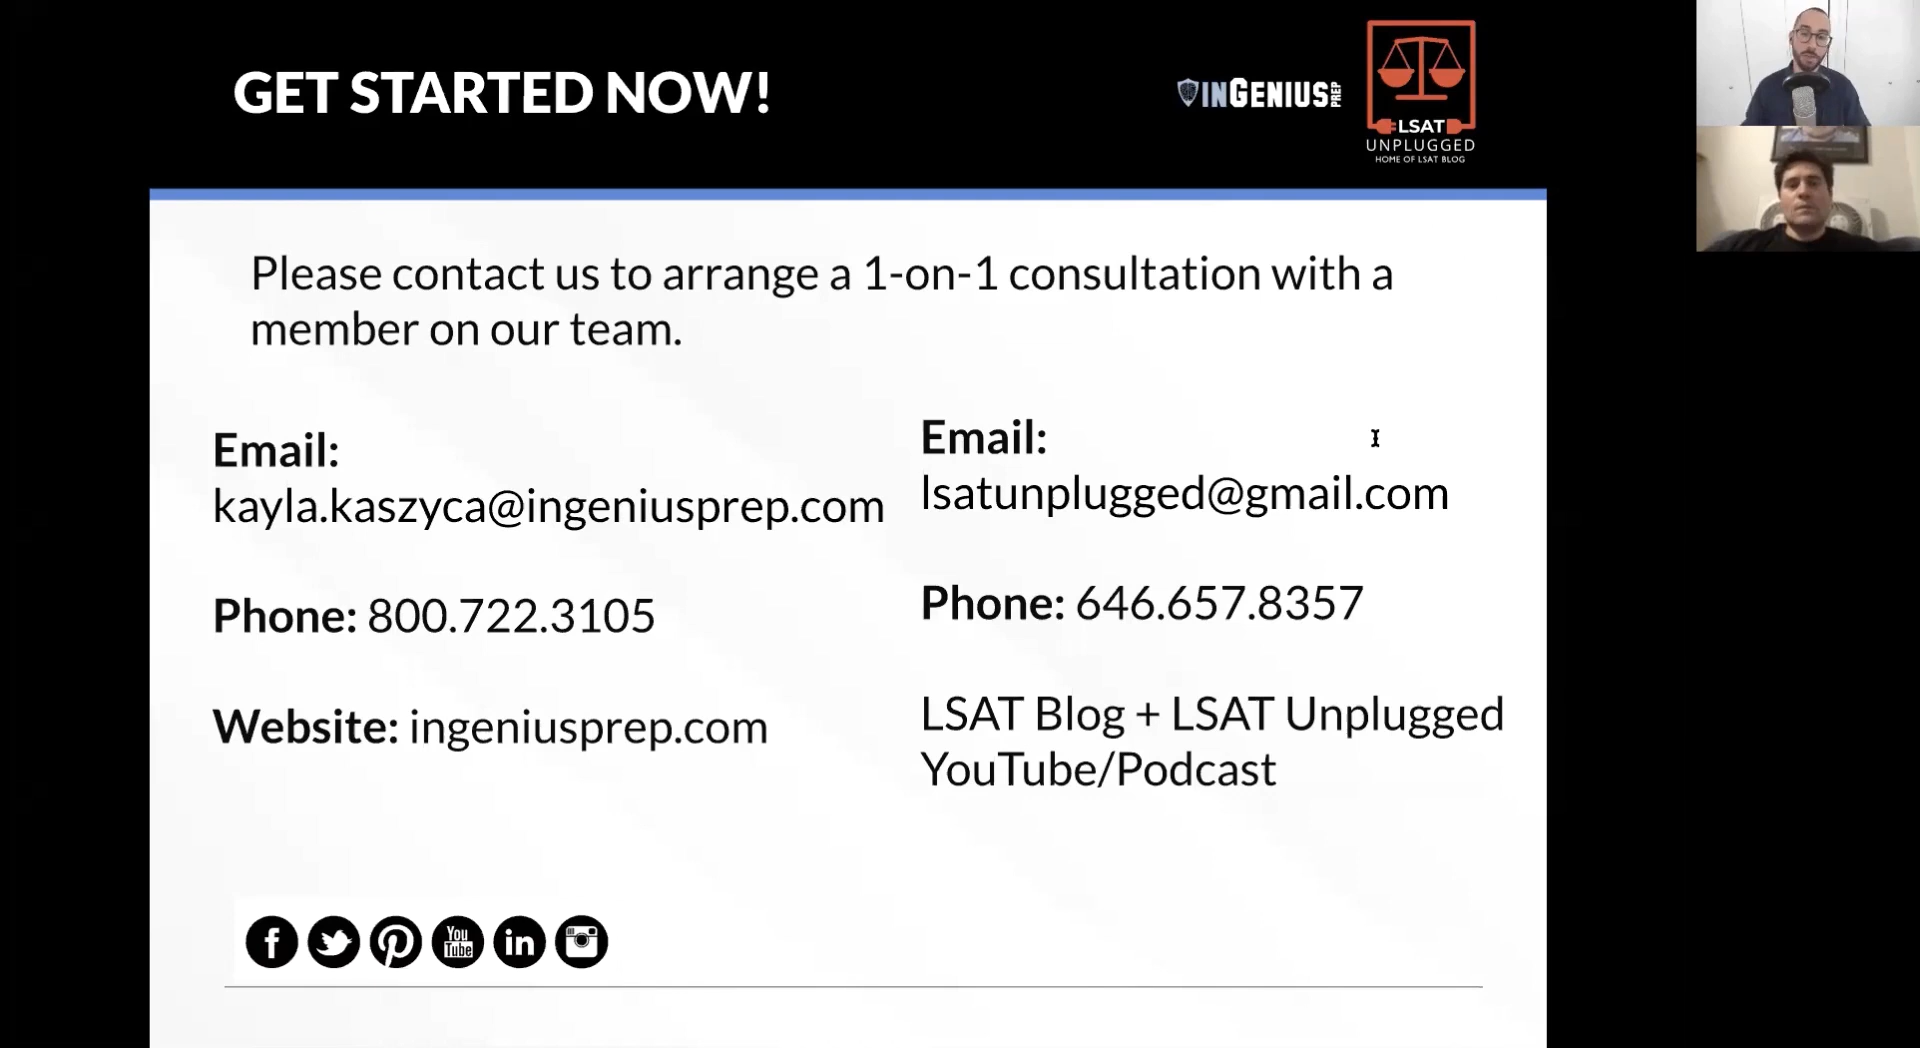 GET STARTED NOW!
INGENIUS PREP
LSAT
UNPLUGGED
HOME OF LSAT BLOG
Please contact us to arrange a 1-on-1 consultation with a
member on our team.
Email:
kayla.kaszyca@ingeniusprep.com
Phone: 800.722.3105
Website: ingeniusprep.com
Email:
lsatunplugged@gmail.com
Phone: 646.657.8357
LSAT Blog + LSAT Unplugged
YouTube/Podcast
You
Tube
in